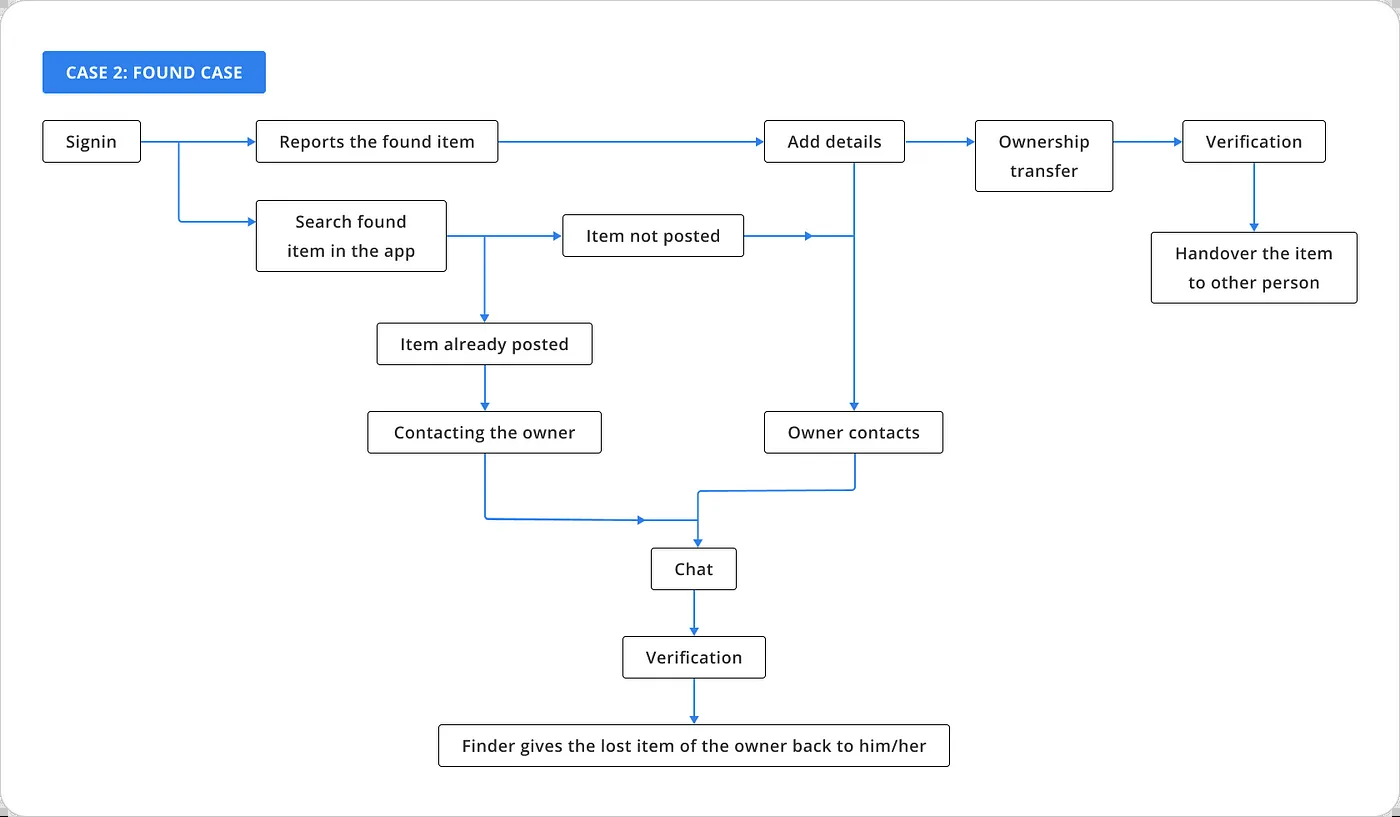 CASE 2: FOUND CASE
Signin
Reports the found item
Add details
Ownership
transfer
Verification
Search found
item in the app
Item not posted
Handover the item
to other person
Item already posted
Contacting the owner
Owner contacts
Chat
Verification
Finder gives the lost item of the owner back to him/her